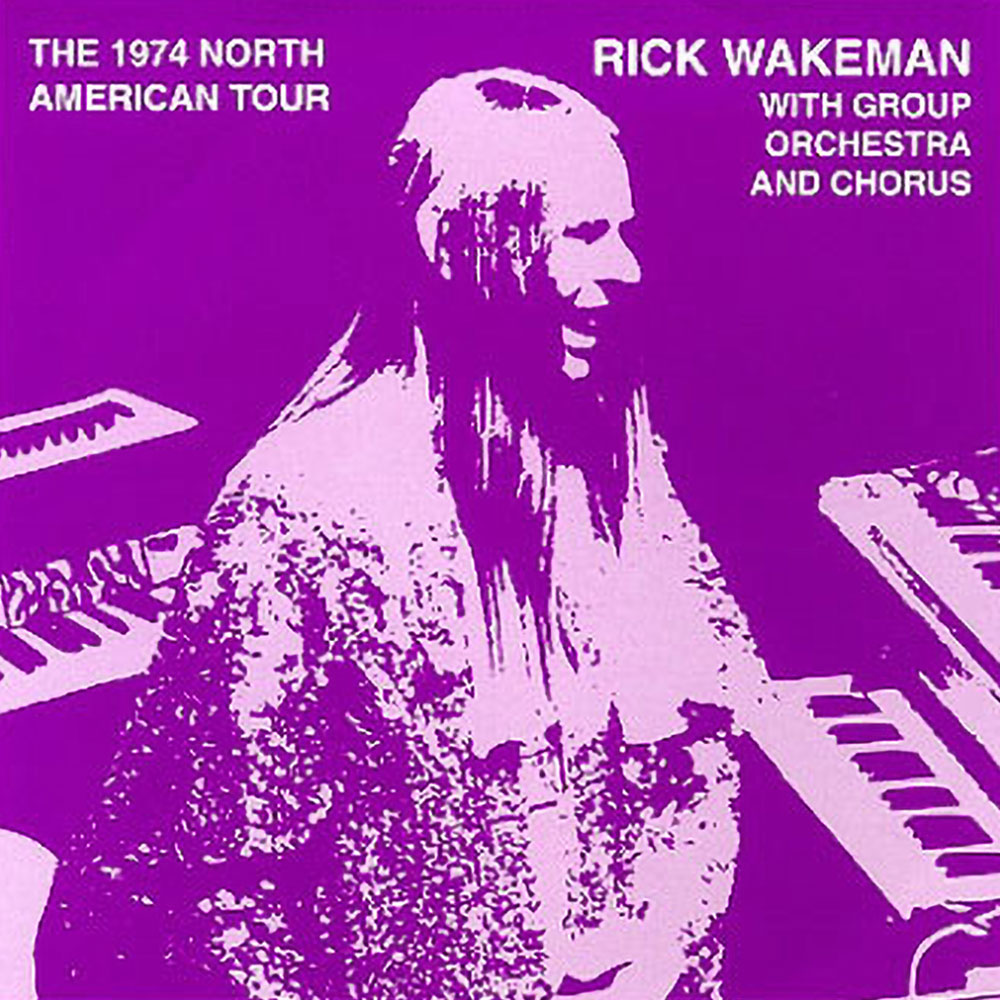 THE 1974 NORTH
AMERICAN TOUR
RICK WAKEMAN
WITH GROUP
ORCHESTRA
AND CHORUS